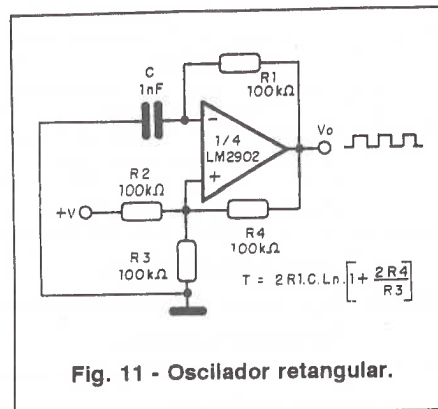 C
1nF
R1
100kΩ
1/4
LM2902
−
+
Vo
R2
100kΩ
+V
R4
100kΩ
R3
100kΩ
T = 2R1.C.Ln.[1+ 2R4/R3]
Fig. 11 - Oscilador retangular.